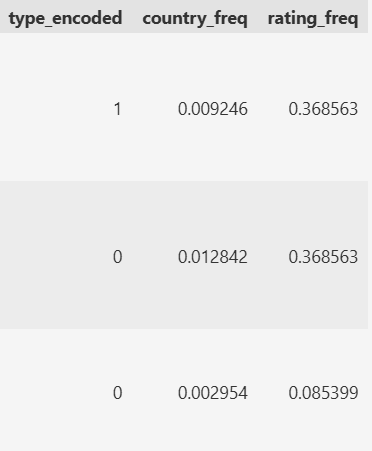 type_encoded country_freq rating_freq
1 0.009246 0.368563
0 0.012842 0.368563
0 0.002954 0.085399